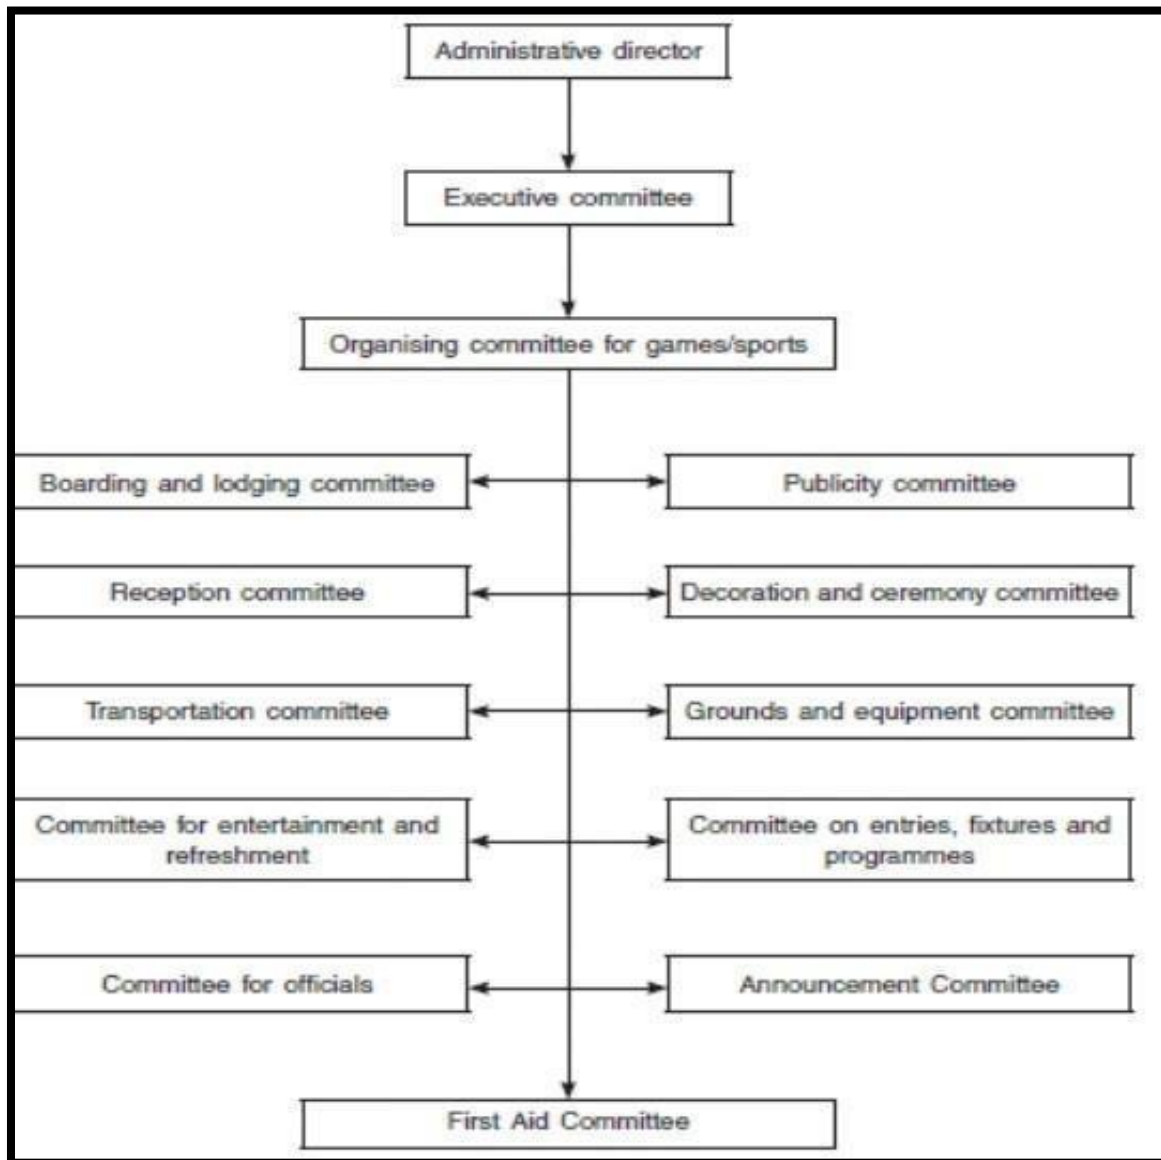 Administrative director
Executive committee
Organising committee for games/sports
Boarding and lodging committee
Publicity committee
Reception committee
Decoration and ceremony committee
Transportation committee
Grounds and equipment committee
Committee for entertainment and
refreshment
Committee on entries, fixtures and
programmes
Committee for officials
Announcement Committee
First Aid Committee